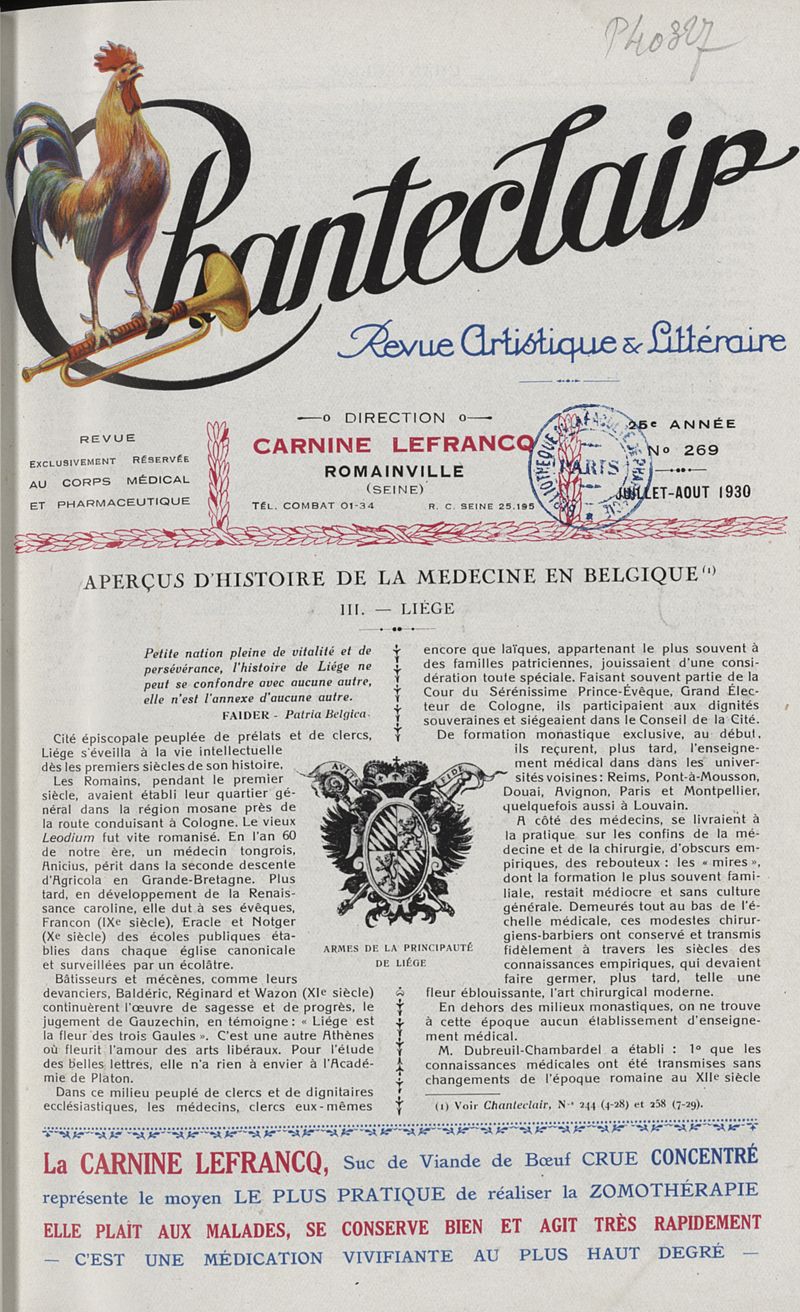 P40327
Chanteclair
Revue Artistique & Littéraire
REVUE
EXCLUSIVEMENT RÉSERVÉE
AU CORPS MÉDICAL
ET PHARMACEUTIQUE
DIRECTION
CARNINE LEFRANCQ
ROMAINVILLE
(SEINE)
TÉL. COMBAT 01-34 R. C. SEINE 25.195
BIBLIOTHÈQUE DE LA FACULTÉ DE PHARMACIE
PARIS
25e ANNÉE
No 269
JUILLET-AOUT 1930
APERÇUS D'HISTOIRE DE LA MEDECINE EN BELGIQUE (1)
III. — LIÉGE
Petite nation pleine de vitalité et de
persévérance, l'histoire de Liége ne
peut se confondre avec aucune autre,
elle n'est l'annexe d'aucune autre.
FAIDER - Patria Belgica.
Cité épiscopale peuplée de prélats et de clercs,
Liége s'éveilla à la vie intellectuelle
dès les premiers siècles de son histoire.
Les Romains, pendant le premier
siècle, avaient établi leur quartier gé-
néral dans la région mosane près de
la route conduisant à Cologne. Le vieux
Leodium fut vite romanisé. En l'an 60
de notre ère, un médecin tongrois,
Anicius, périt dans la seconde descente
d'Agricola en Grande-Bretagne. Plus
tard, en développement de la Renais-
sance caroline, elle dut à ses évêques,
Francon (IXe siècle), Eracle et Notger
(Xe siècle) des écoles publiques éta-
blies dans chaque église canonicale
et surveillées par un écolâtre.
Bâtisseurs et mécènes, comme leurs
devanciers, Baldéric, Réginard et Wazon (XIe siècle)
continuèrent l'œuvre de sagesse et de progrès, le
jugement de Gauzechin, en témoigne : « Liége est
la fleur des trois Gaules ». C'est une autre Athènes
où fleurit l'amour des arts libéraux. Pour l'étude
des belles lettres, elle n'a rien à envier à l'Acadé-
mie de Platon.
Dans ce milieu peuplé de clercs et de dignitaires
ecclésiastiques, les médecins, clercs eux-mêmes
AVITA
FIDE
ARMES DE LA PRINCIPAUTÉ
DE LIÉGE
encore que laïques, appartenant le plus souvent à
des familles patriciennes, jouissaient d'une consi-
dération toute spéciale. Faisant souvent partie de la
Cour du Sérénissime Prince-Évêque, Grand Élec-
teur de Cologne, ils participaient aux dignités
souveraines et siégeaient dans le Conseil de la Cité.
De formation monastique exclusive, au début,
ils reçurent, plus tard, l'enseigne-
ment médical dans dans les univer-
sités voisines : Reims, Pont-à-Mousson,
Douai, Avignon, Paris et Montpellier,
quelquefois aussi à Louvain.
A côté des médecins, se livraient à
la pratique sur les confins de la mé-
decine et de la chirurgie, d'obscurs em-
piriques, des rebouteux : les « mires »,
dont la formation le plus souvent fami-
liale, restait médiocre et sans culture
générale. Demeurés tout au bas de l'é-
chelle médicale, ces modestes chirur-
giens-barbiers ont conservé et transmis
fidèlement à travers les siècles des
connaissances empiriques, qui devaient
faire germer, plus tard, telle une
fleur éblouissante, l'art chirurgical moderne.
En dehors des milieux monastiques, on ne trouve
à cette époque aucun établissement d'enseigne-
ment médical.
M. Dubreuil-Chambardel a établi : 1o que les
connaissances médicales ont été transmises sans
changements de l'époque romaine au XIIe siècle
(1) Voir Chanteclair, Nos 244 (4-28) et 258 (7-29).
La CARNINE LEFRANCQ, Suc de Viande de Bœuf CRUE CONCENTRÉ
représente le moyen LE PLUS PRATIQUE de réaliser la ZOMOTHÉRAPIE
ELLE PLAÎT AUX MALADES, SE CONSERVE BIEN ET AGIT TRÈS RAPIDEMENT
— C'EST UNE MÉDICATION VIVIFIANTE AU PLUS HAUT DEGRÉ —